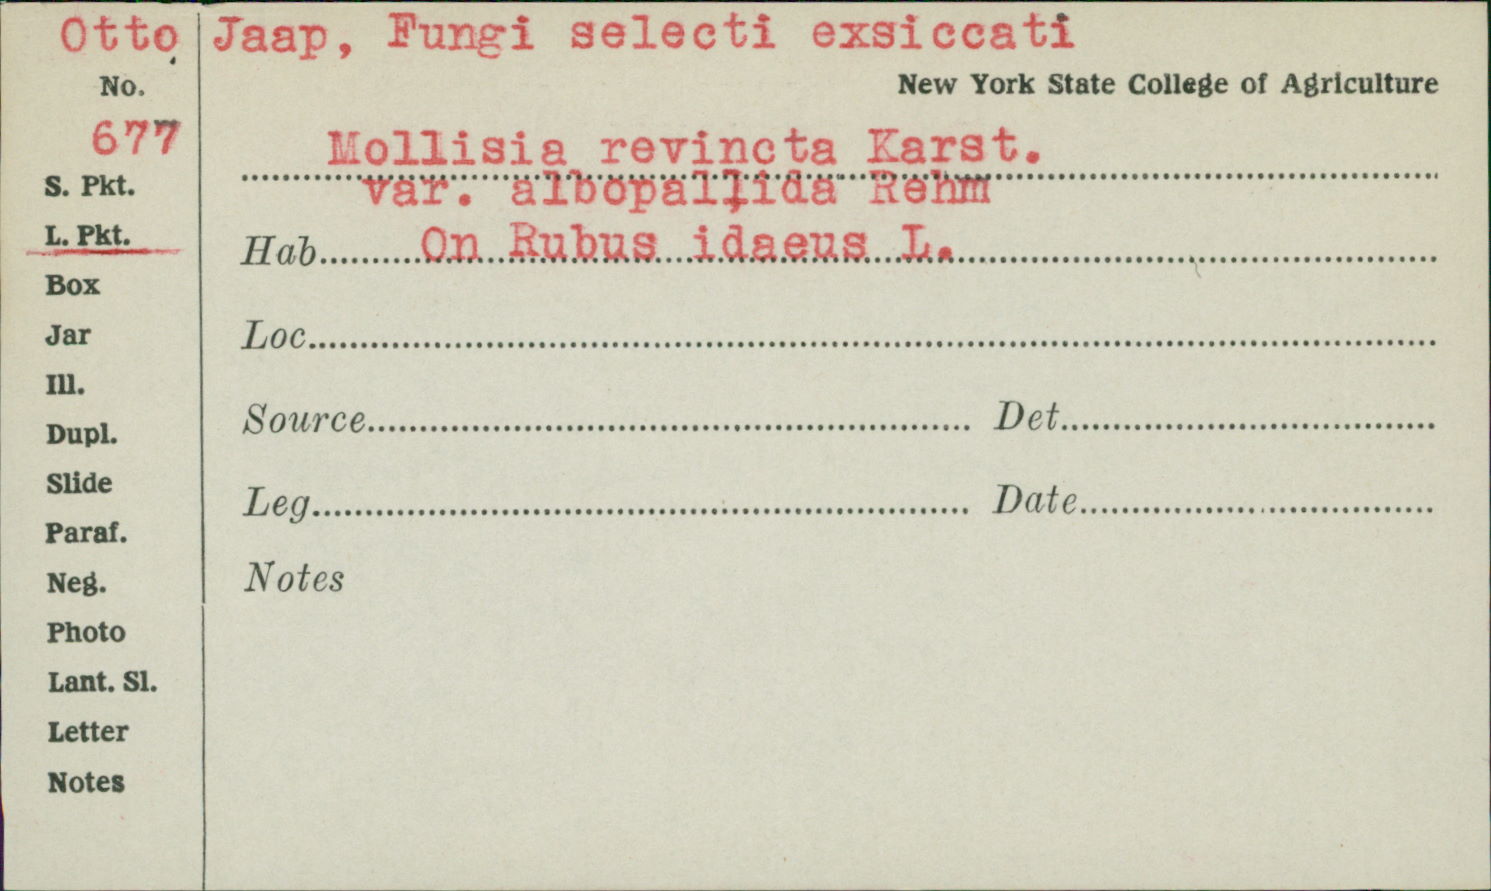 Otto Jaap, Fungi selecti exsiccati
No.
New York State College of Agriculture
677
Mollisia revincta Karst.
var. albopallida Rehm
S. Pkt.
L. Pkt.
Hab. On Rubus idaeus L.
Box
Jar
Loc.
Ill.
Dupl.
Source Det.
Slide
Leg. Date
Paraf.
Neg.
Notes
Photo
Lant. Sl.
Letter
Notes